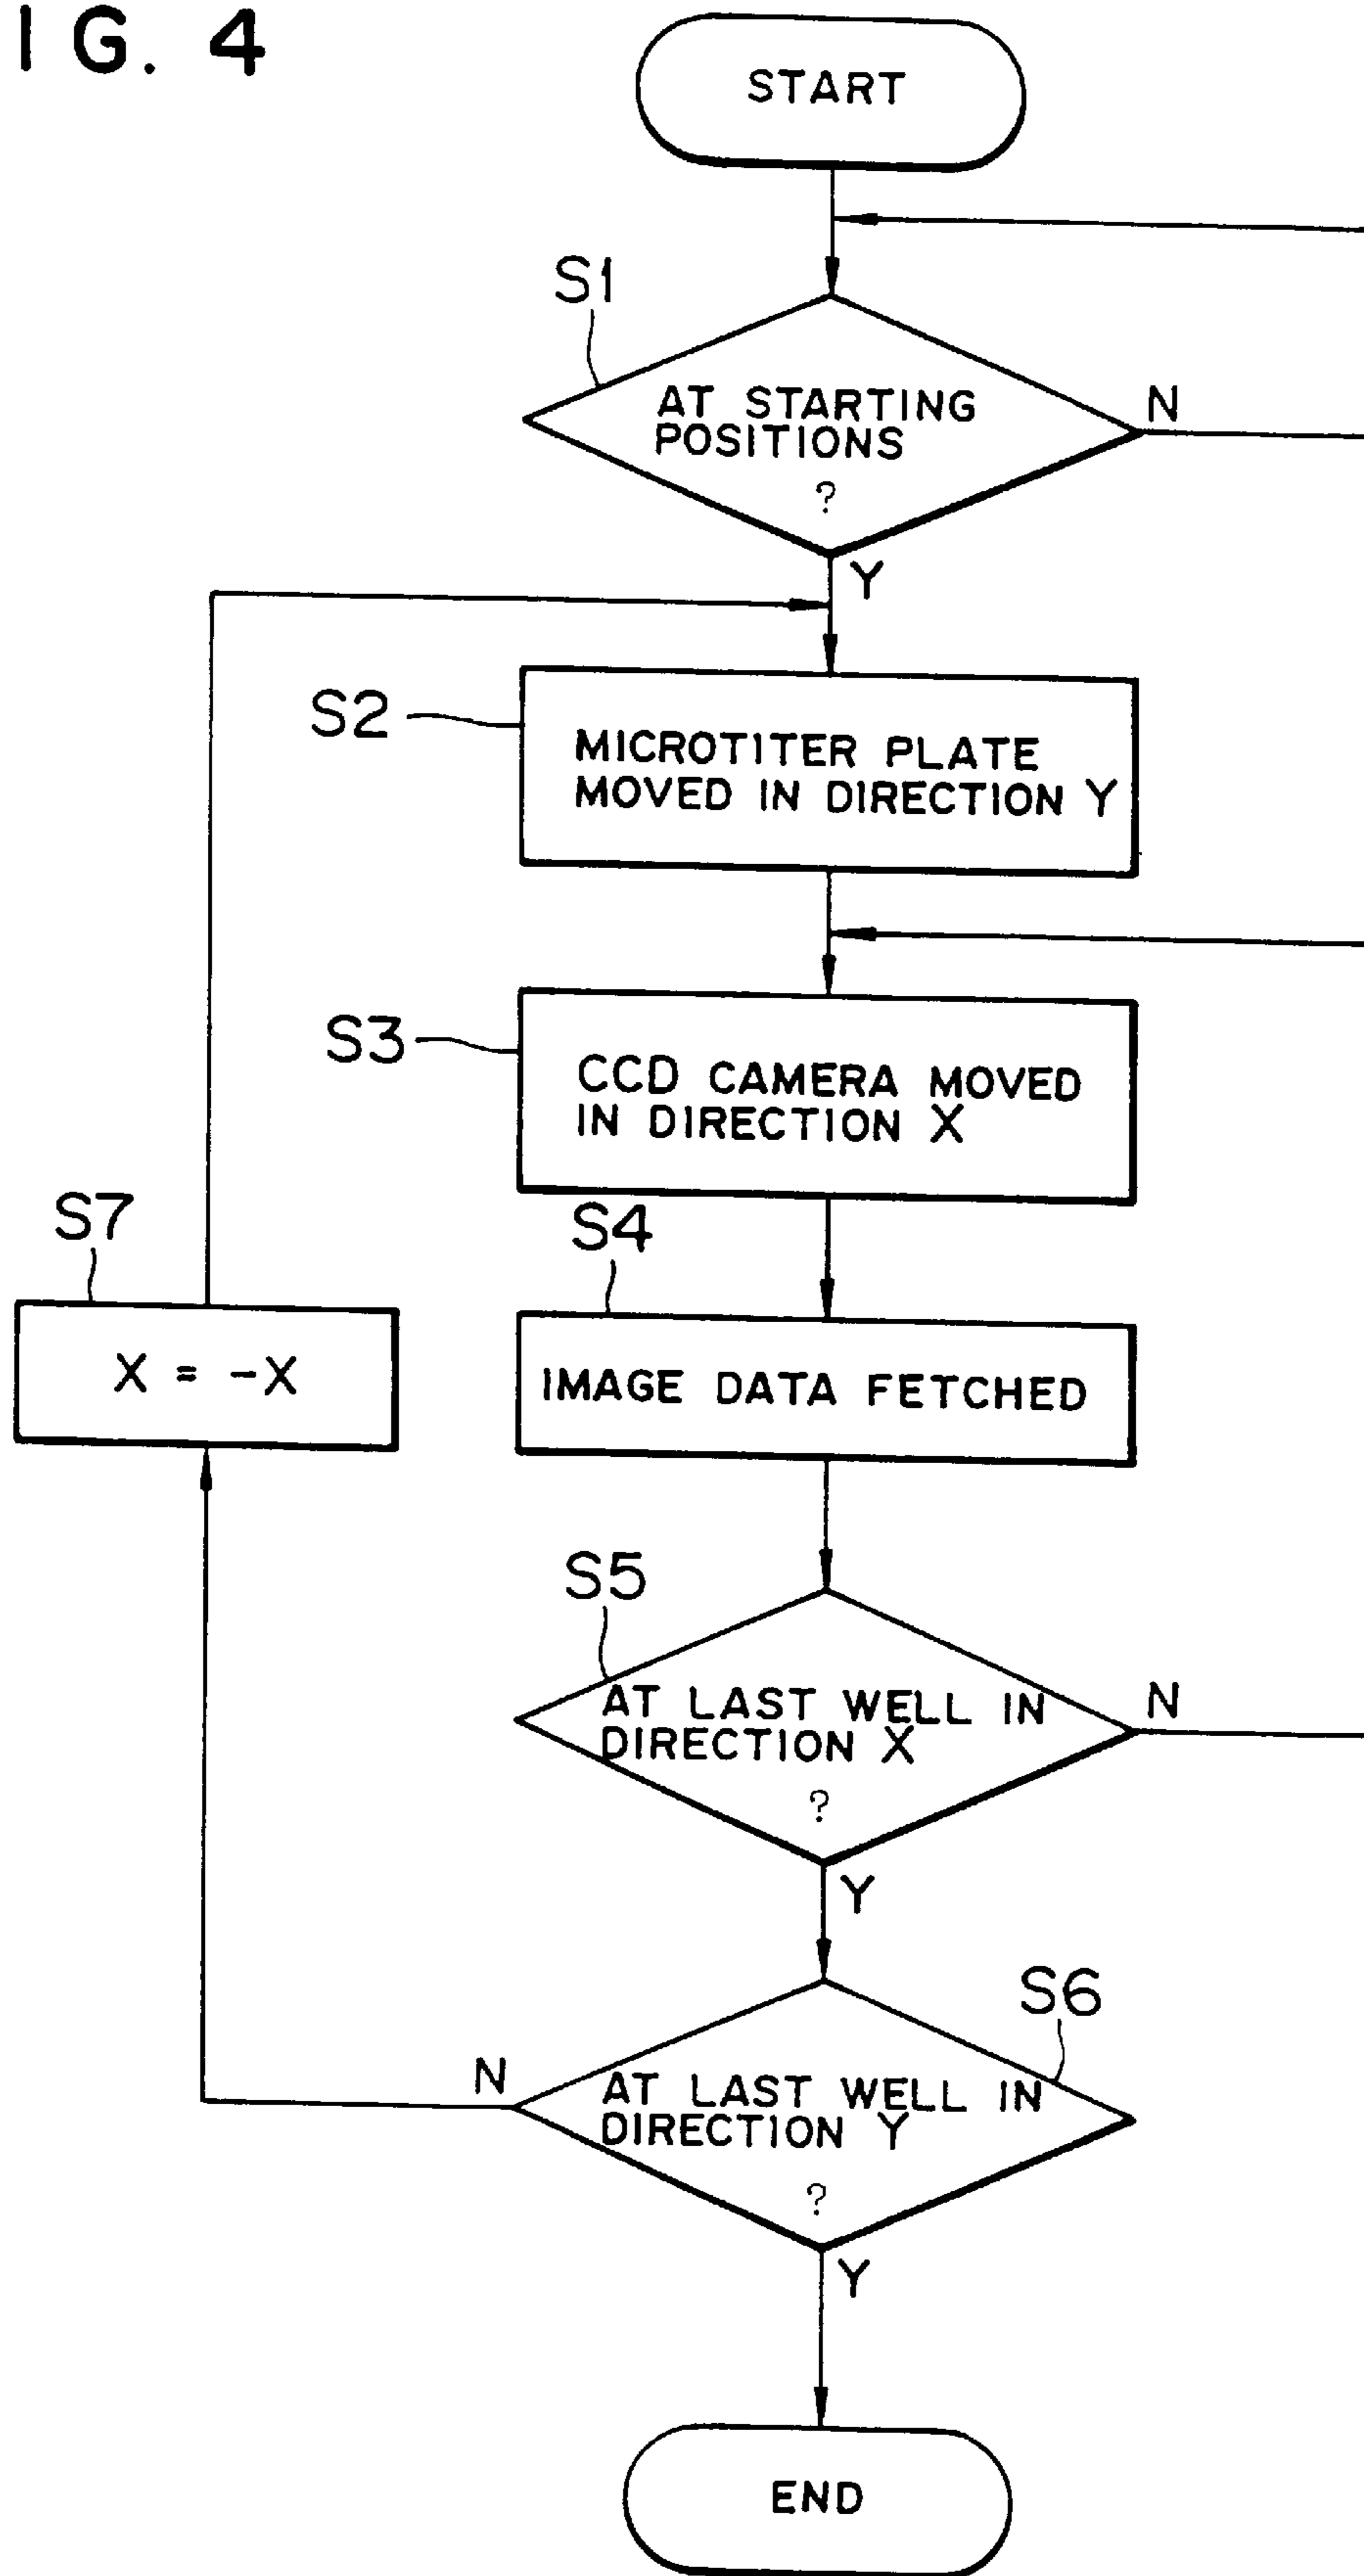 IG. 4
START
S1
AT STARTING
POSITIONS
?
N
Y
S2
MICROTITER PLATE
MOVED IN DIRECTION Y
S3
CCD CAMERA MOVED
IN DIRECTION X
S7
X = -X
S4
IMAGE DATA FETCHED
S5
AT LAST WELL IN
DIRECTION X
?
N
Y
S6
N
AT LAST WELL IN
DIRECTION Y
?
Y
END